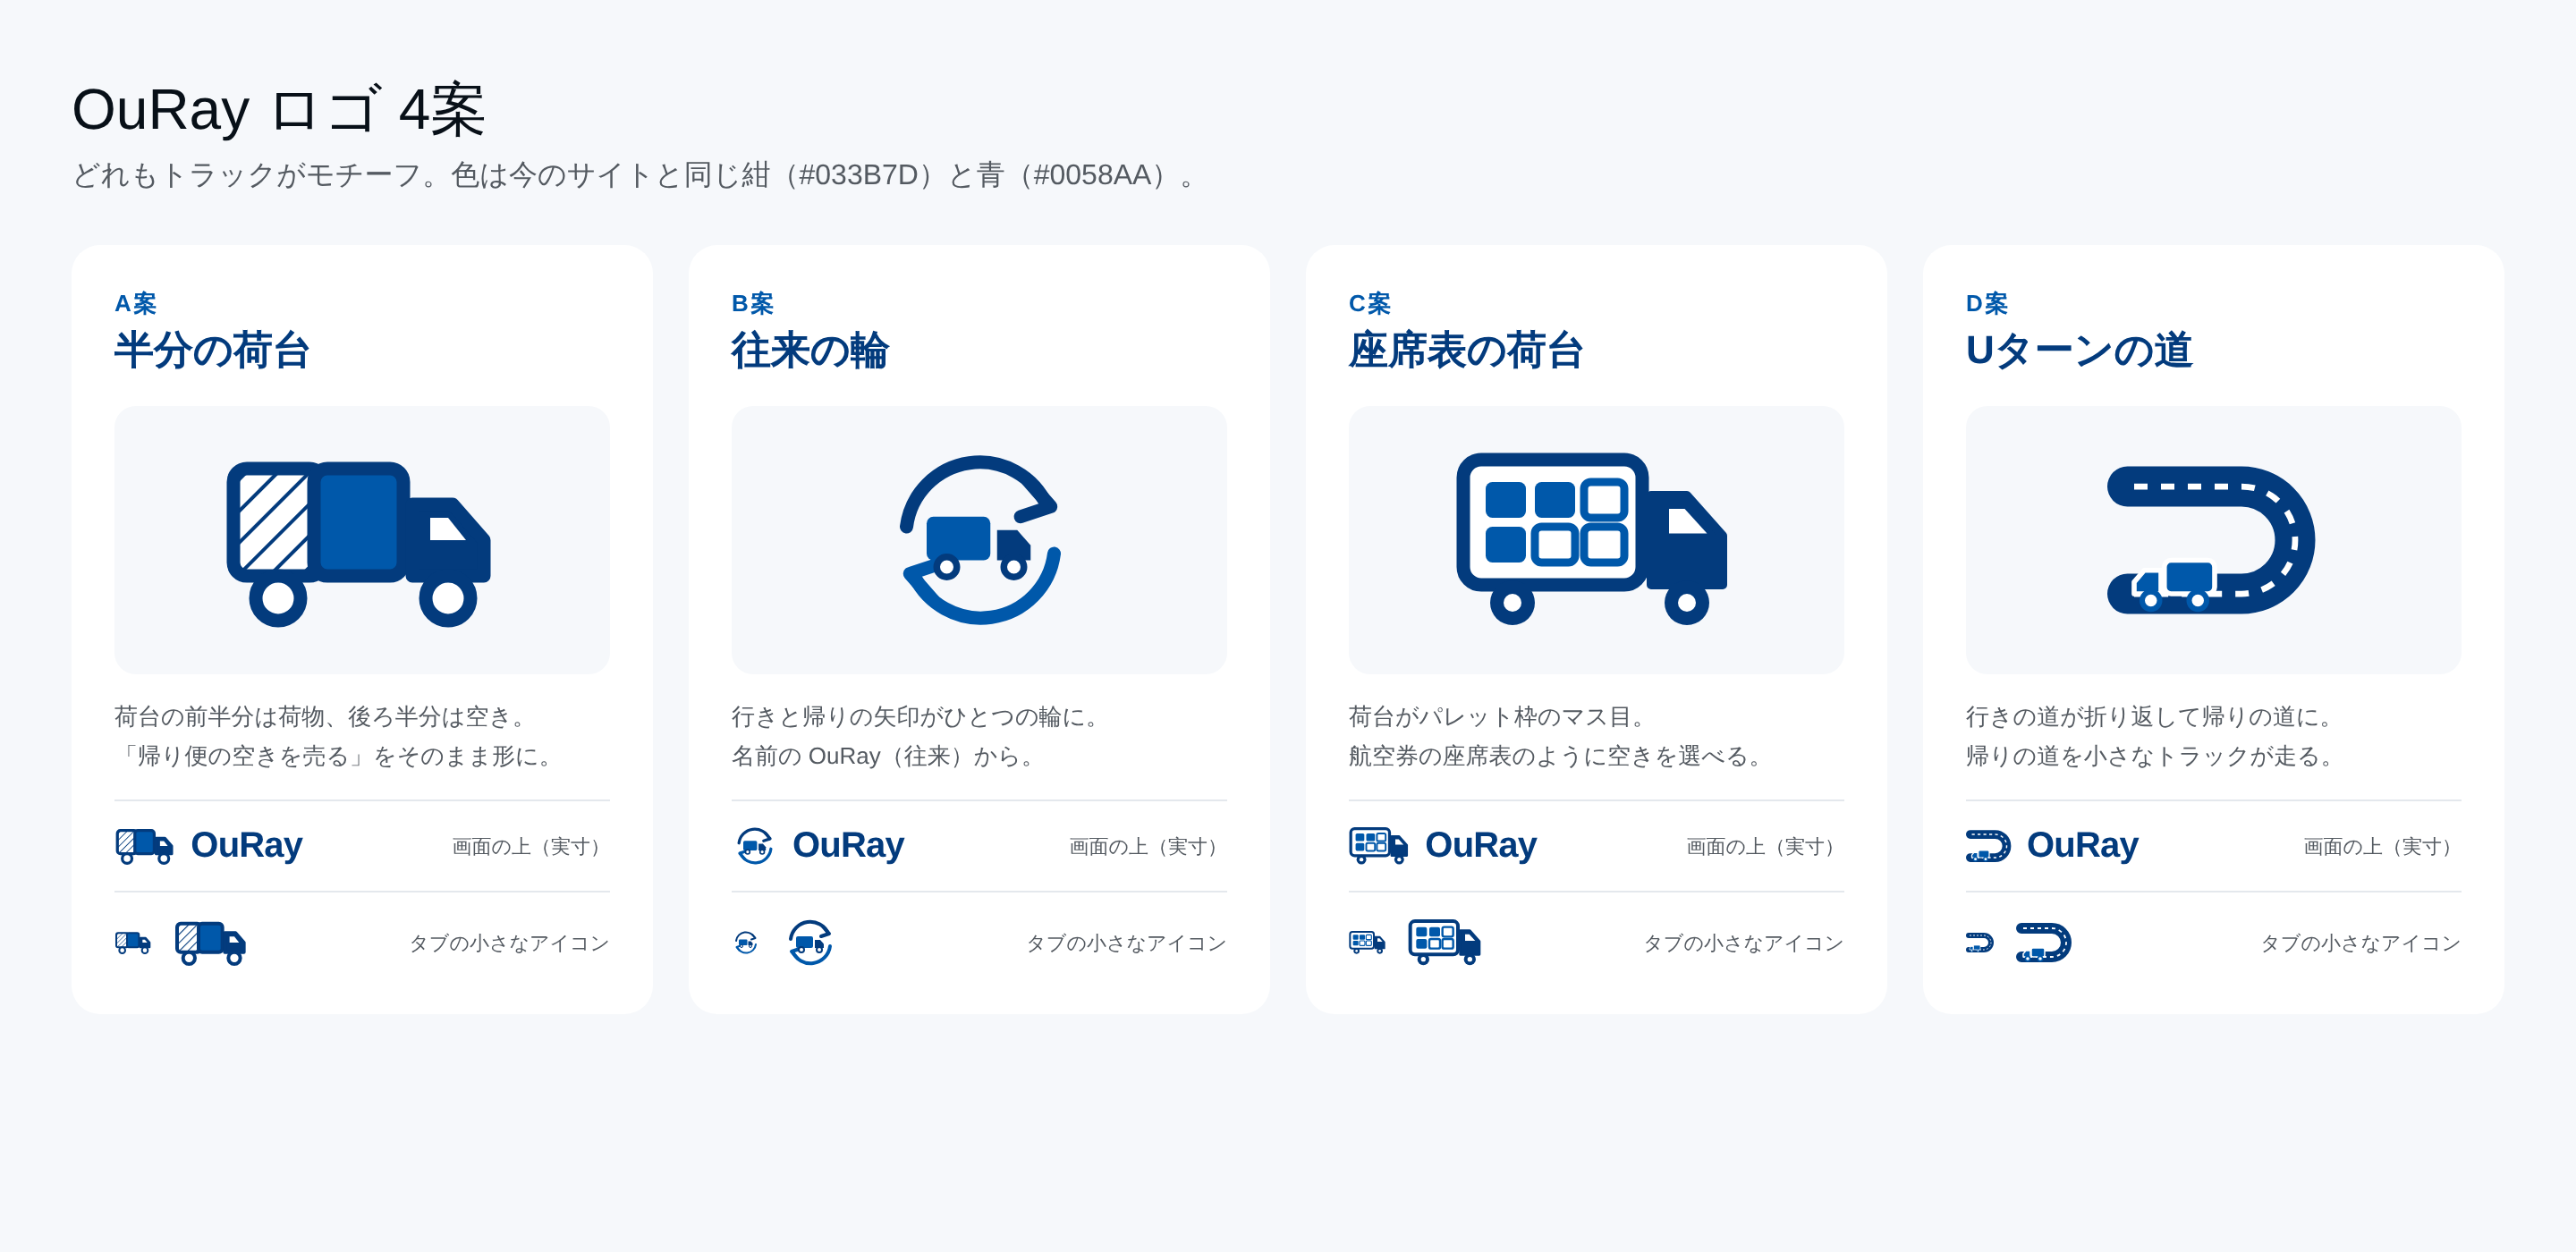 OuRay ロゴ 4案
どれもトラックがモチーフ。色は今のサイトと同じ紺（#033B7D）と青（#0058AA）。
A案
半分の荷台
荷台の前半分は荷物、後ろ半分は空き。
「帰り便の空きを売る」をそのまま形に。
OuRay
画面の上（実寸）
タブの小さなアイコン
B案
往来の輪
行きと帰りの矢印がひとつの輪に。
名前の OuRay（往来）から。
OuRay
画面の上（実寸）
タブの小さなアイコン
C案
座席表の荷台
荷台がパレット枠のマス目。
航空券の座席表のように空きを選べる。
OuRay
画面の上（実寸）
タブの小さなアイコン
D案
Uターンの道
行きの道が折り返して帰りの道に。
帰りの道を小さなトラックが走る。
OuRay
画面の上（実寸）
タブの小さなアイコン